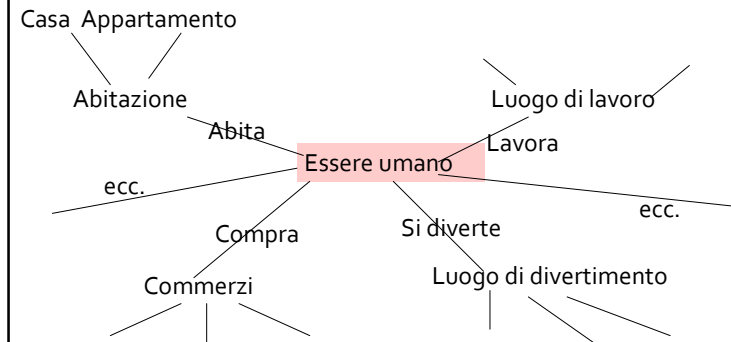 Casa Appartamento
Abitazione
Luogo di lavoro
Abita
Lavora
Essere umano
ecc.
ecc.
Compra
Si diverte
Commerzi
Luogo di divertimento